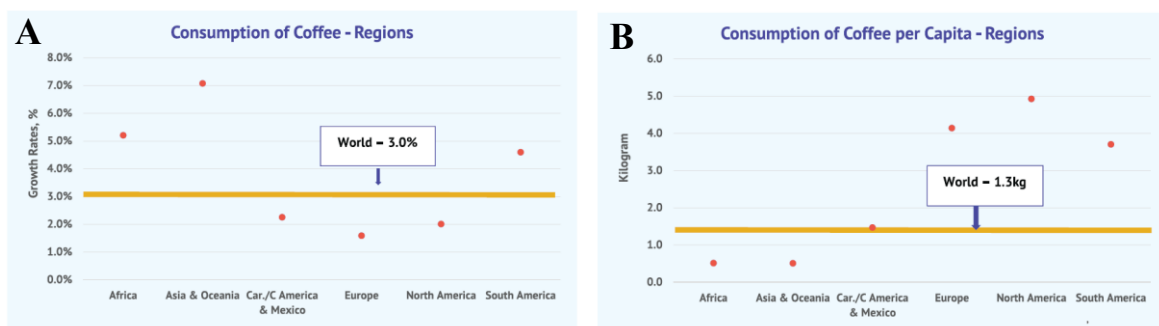 A
Consumption of Coffee - Regions
8.0%
7.0%
6.0%
5.0%
4.0%
3.0%
2.0%
1.0%
0.0%
Growth Rates, %
World = 3.0%
Africa
Asia & Oceania
Car./C America
& Mexico
Europe
North America
South America
B
Consumption of Coffee per Capita - Regions
6.0
5.0
4.0
3.0
2.0
1.0
0.0
Kilogram
World = 1.3kg
Africa
Asia & Oceania
Car./C America
& Mexico
Europe
North America
South America